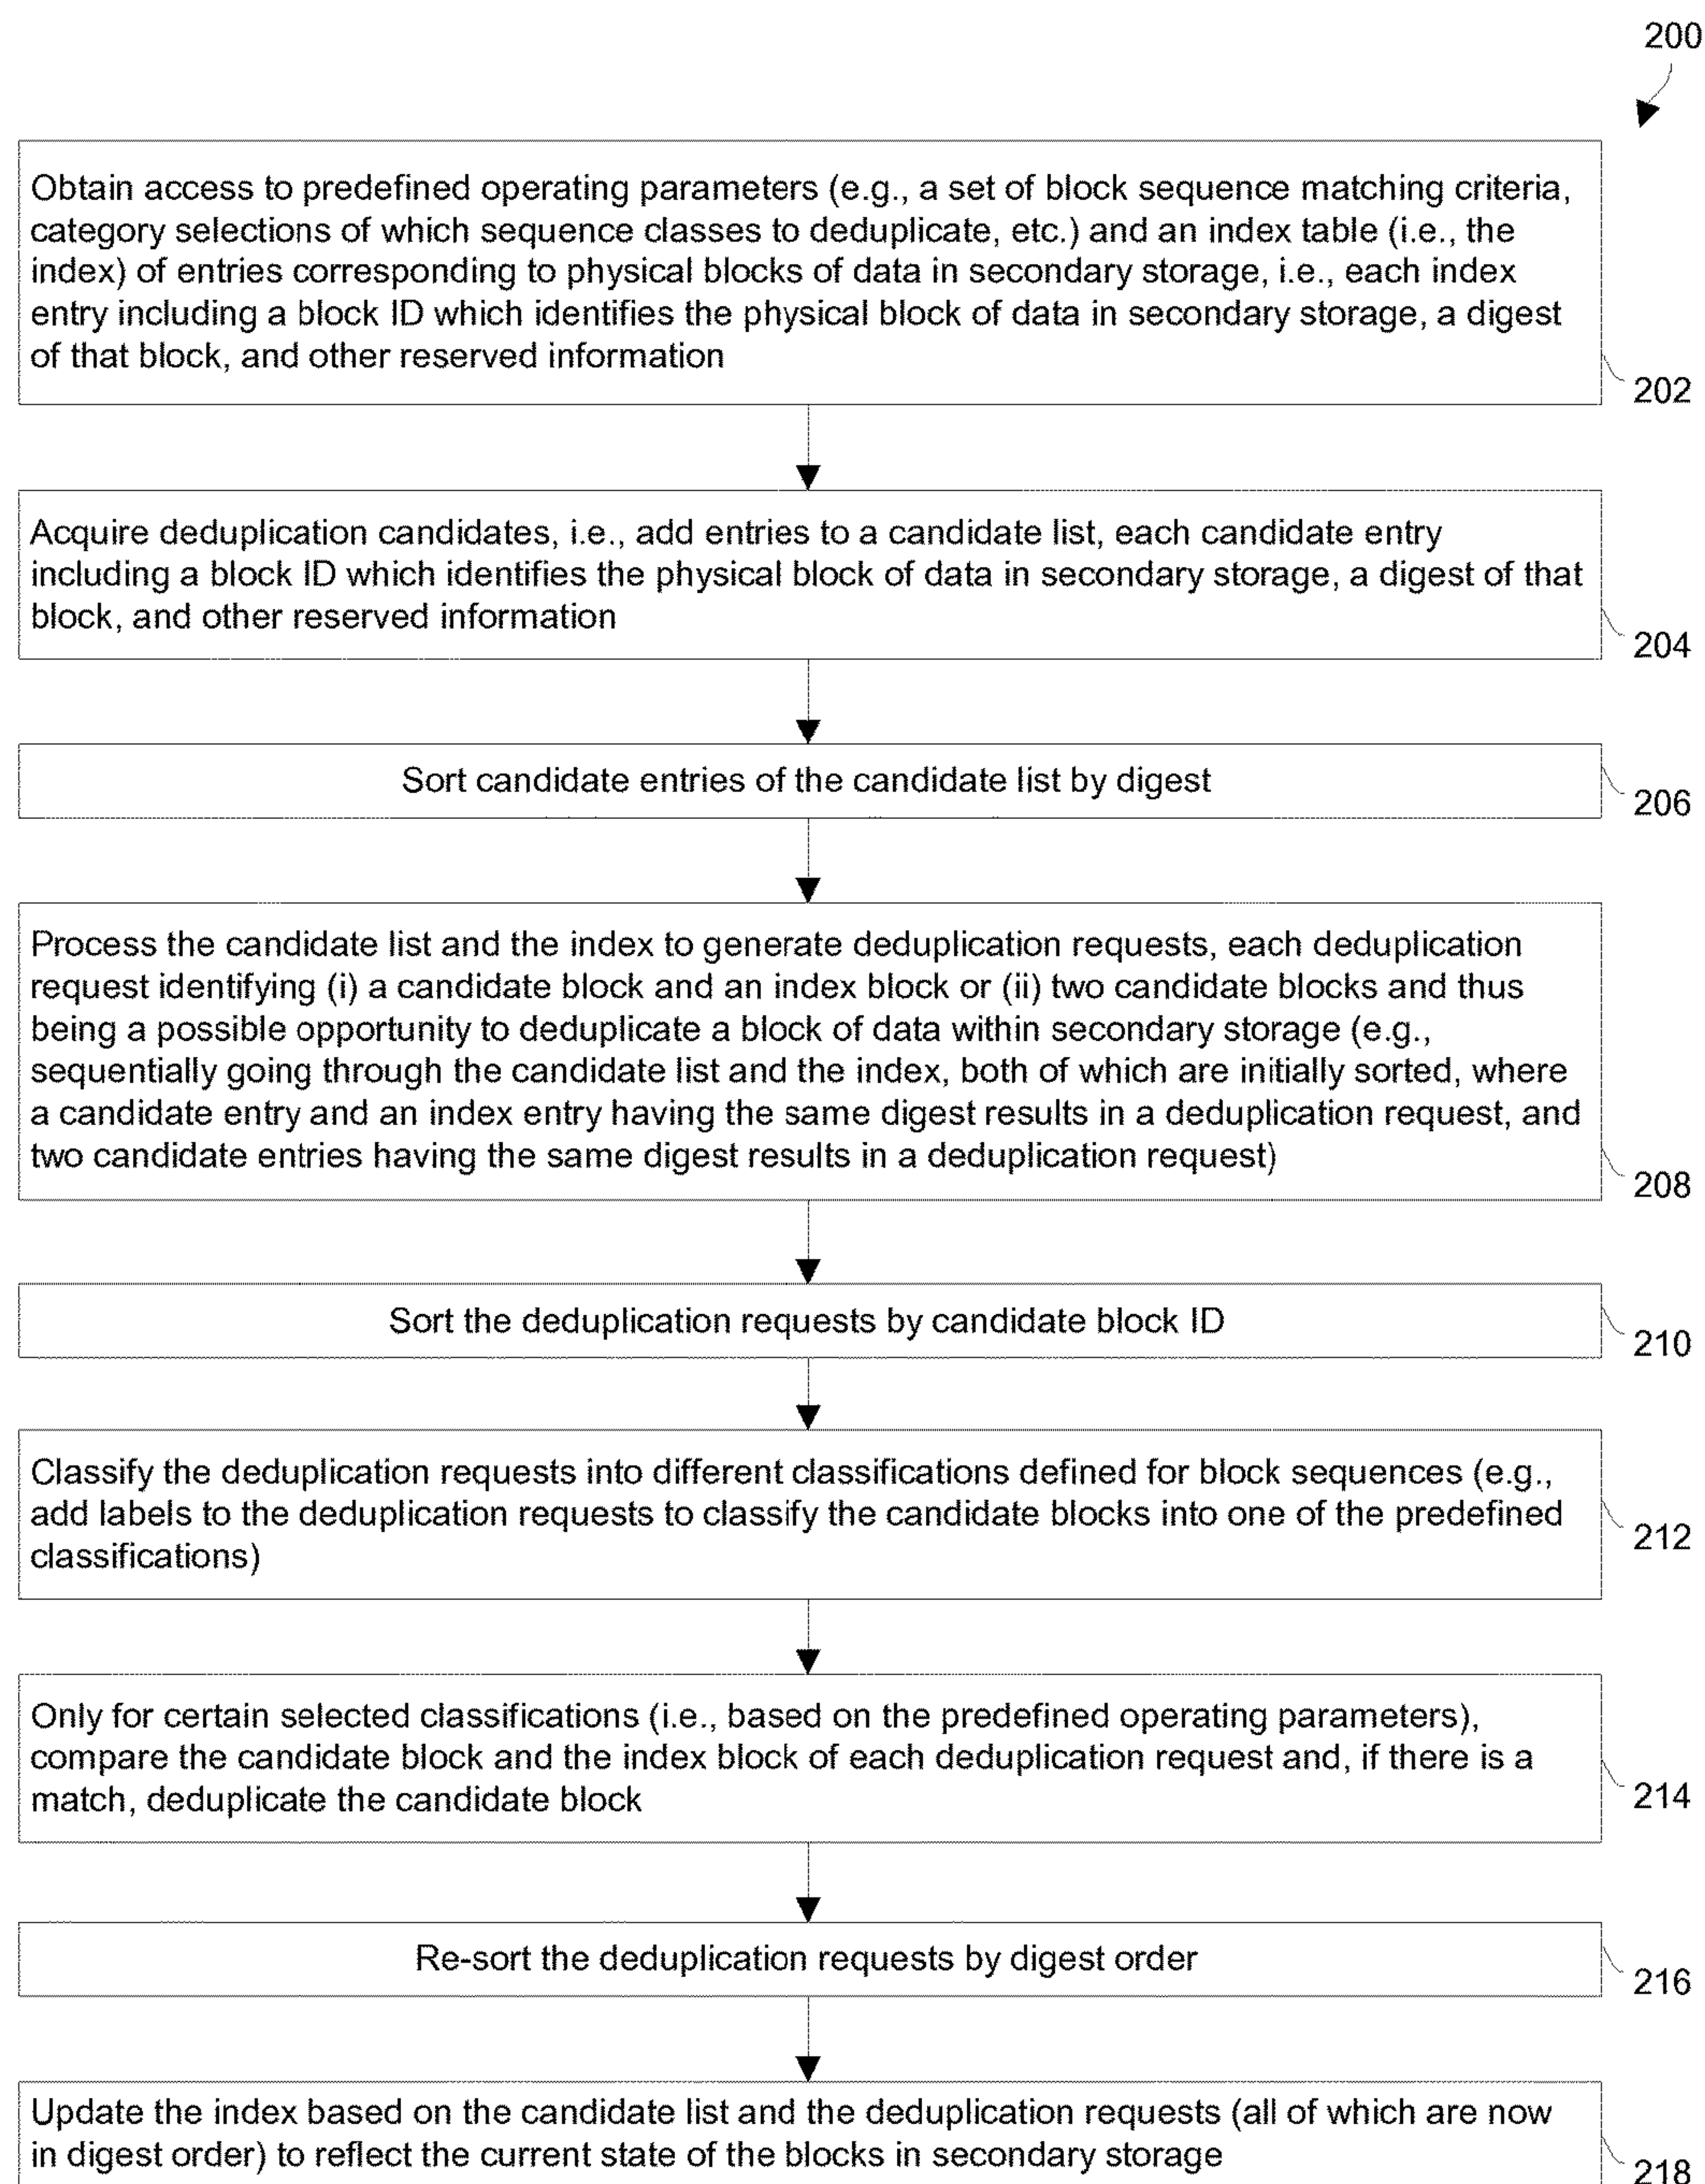 200
Obtain access to predefined operating parameters (e.g., a set of block sequence matching criteria,
category selections of which sequence classes to deduplicate, etc.) and an index table (i.e., the
index) of entries corresponding to physical blocks of data in secondary storage, i.e., each index
entry including a block ID which identifies the physical block of data in secondary storage, a digest
of that block, and other reserved information
202
Acquire deduplication candidates, i.e., add entries to a candidate list, each candidate entry
including a block ID which identifies the physical block of data in secondary storage, a digest of that
block, and other reserved information
204
Sort candidate entries of the candidate list by digest
206
Process the candidate list and the index to generate deduplication requests, each deduplication
request identifying (i) a candidate block and an index block or (ii) two candidate blocks and thus
being a possible opportunity to deduplicate a block of data within secondary storage (e.g.,
sequentially going through the candidate list and the index, both of which are initially sorted, where
a candidate entry and an index entry having the same digest results in a deduplication request, and
two candidate entries having the same digest results in a deduplication request)
208
Sort the deduplication requests by candidate block ID
210
Classify the deduplication requests into different classifications defined for block sequences (e.g.,
add labels to the deduplication requests to classify the candidate blocks into one of the predefined
classifications)
212
Only for certain selected classifications (i.e., based on the predefined operating parameters),
compare the candidate block and the index block of each deduplication request and, if there is a
match, deduplicate the candidate block
214
Re-sort the deduplication requests by digest order
216
Update the index based on the candidate list and the deduplication requests (all of which are now
in digest order) to reflect the current state of the blocks in secondary storage
218